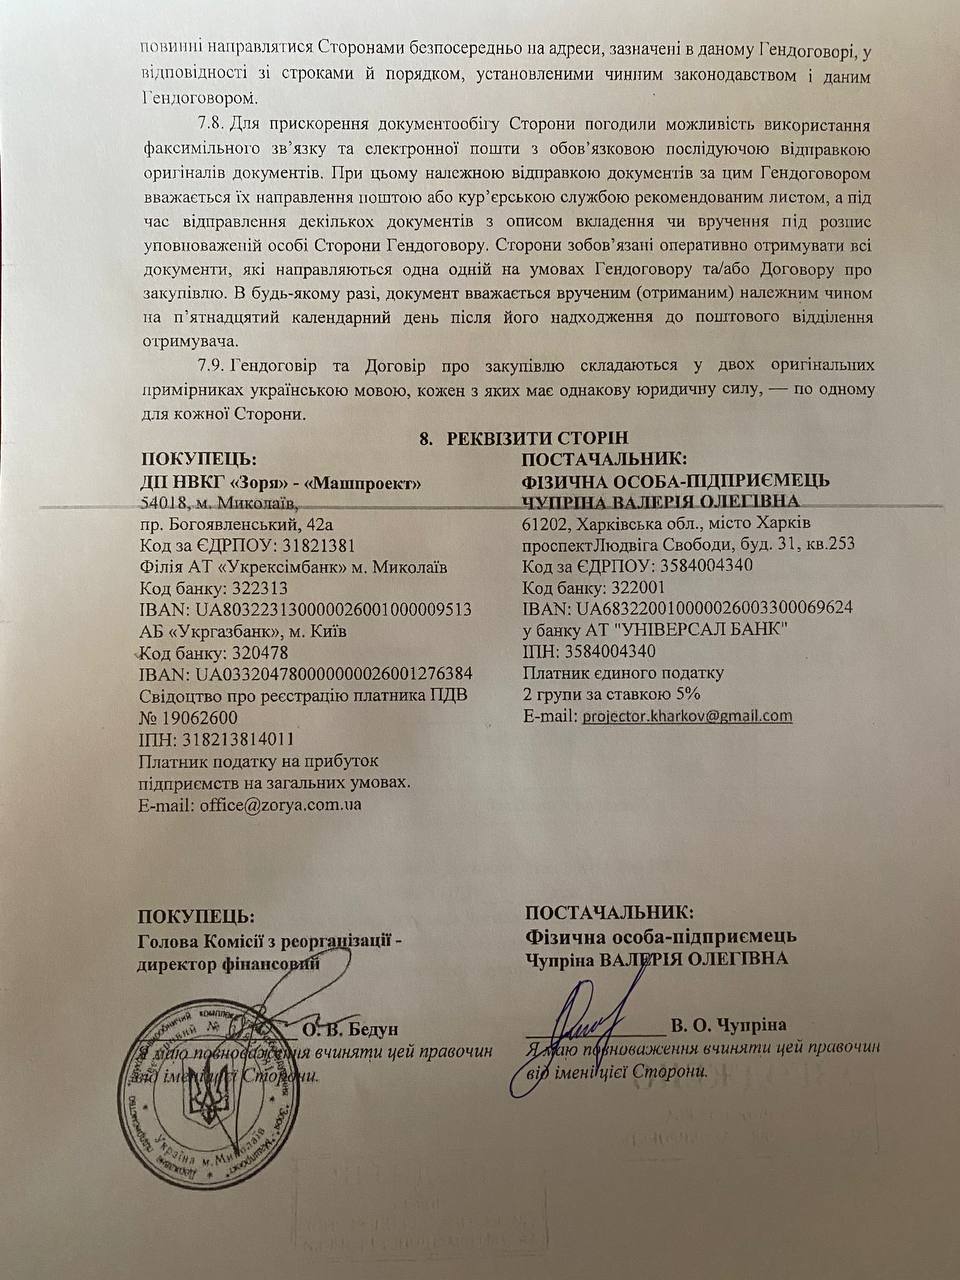 повинні направлятися Сторонами безпосередньо на адреси, зазначені в даному Гендоговорі, у
відповідності зі строками й порядком, установленими чинним законодавством і даним
Гендоговором.
7.8. Для прискорення документообігу Сторони погодили можливість використання
факсимільного зв’язку та електронної пошти з обов’язковою послідуючою відправкою
оригіналів документів. При цьому належною відправкою документів за цим Гендоговором
вважається їх направлення поштою або кур’єрською службою рекомендованим листом, а під
час відправлення декількох документів з описом вкладення чи вручення під розпис
уповноваженій особі Сторони Гендоговору. Сторони зобов’язані оперативно отримувати всі
документи, які направляються одна одній на умовах Гендоговору та/або Договору про
закупівлю. В будь-якому разі, документ вважається врученим (отриманим) належним чином
на п’ятнадцятий календарний день після його надходження до поштового відділення
отримувача.
7.9. Гендоговір та Договір про закупівлю складаються у двох оригінальних
примірниках українською мовою, кожен з яких має однакову юридичну силу, — по одному
для кожної Сторони.
8. РЕКВІЗИТИ СТОРІН
ПОКУПЕЦЬ:
ДП НВКГ «Зоря» - «Машпроект»
54018, м. Миколаїв,
пр. Богоявленський, 42а
Код за ЄДРПОУ: 31821381
Філія АТ «Укрексімбанк» м. Миколаїв
Код банку: 322313
IBAN: UA803223130000026001000009513
АБ «Укргазбанк», м. Київ
Код банку: 320478
IBAN: UA033204780000000026001276384
Свідоцтво про реєстрацію платника ПДВ
№ 19062600
ІПН: 318213814011
Платник податку на прибуток
підприємств на загальних умовах.
E-mail: office@zorya.com.ua
ПОСТАЧАЛЬНИК:
ФІЗИЧНА ОСОБА-ПІДПРИЄМЕЦЬ
ЧУПРІНА ВАЛЕРІЯ ОЛЕГІВНА
61202, Харківська обл., місто Харків
проспектЛюдвіга Свободи, буд. 31, кв.253
Код за ЄДРПОУ: 3584004340
Код банку: 322001
IBAN: UA683220010000026003300069624
у банку АТ "УНІВЕРСАЛ БАНК"
ІПН: 3584004340
Платник єдиного податку
2 групи за ставкою 5%
E-mail: projector.kharkov@gmail.com
ПОКУПЕЦЬ:
Голова Комісії з реорганізації -
директор фінансовий
О. В. Бедун
Я маю повноваження вчиняти цей правочин
від імені цієї Сторони.
Україна м.Миколаїв
ПОСТАЧАЛЬНИК:
Фізична особа-підприємець
Чупріна ВАЛЕРІЯ ОЛЕГІВНА
В. О. Чупріна
Я маю повноваження вчиняти цей правочин
від імені цієї Сторони.